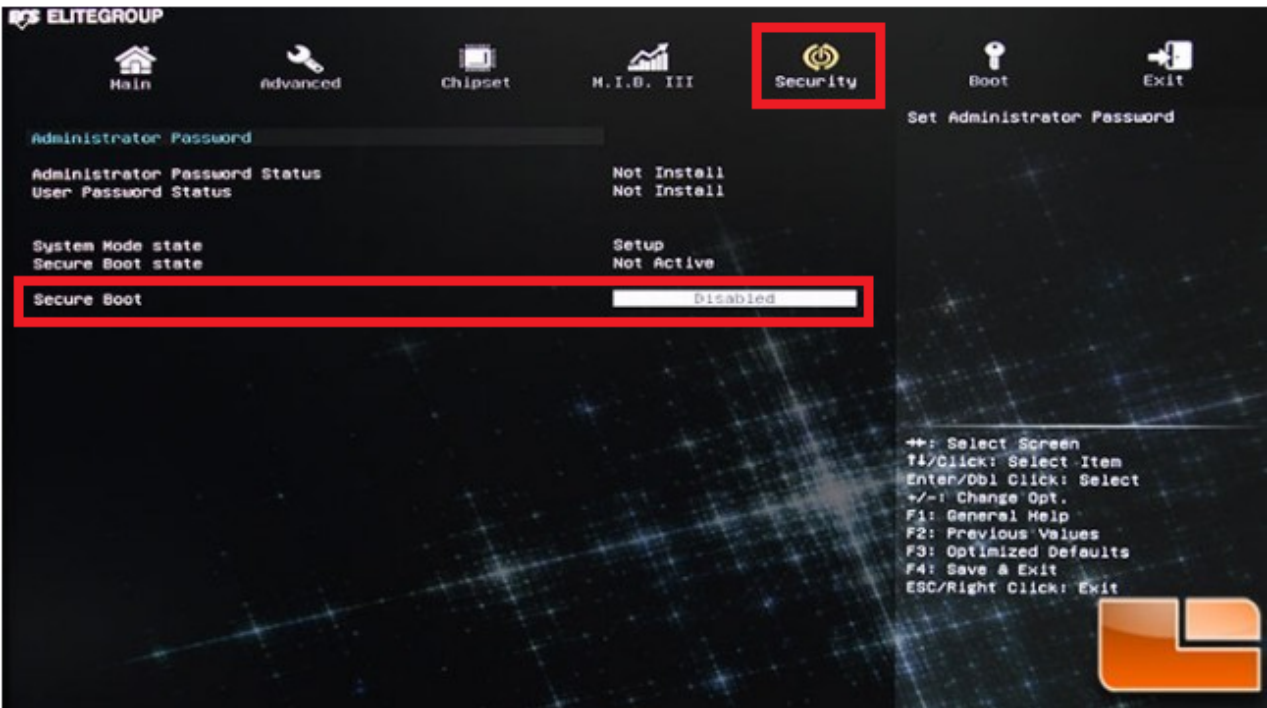 ECS ELITEGROUP
Main
Advanced
Chipset
M.I.B. III
Security
Boot
Exit
Set Administrator Password
Administrator Password
Administrator Password Status Not Install
User Password Status Not Install
System Mode state Setup
Secure Boot state Not Active
Secure Boot Disabled
→←: Select Screen
↑↓/Click: Select Item
Enter/Dbl Click: Select
+/-: Change Opt.
F1: General Help
F2: Previous Values
F3: Optimized Defaults
F4: Save & Exit
ESC/Right Click: Exit